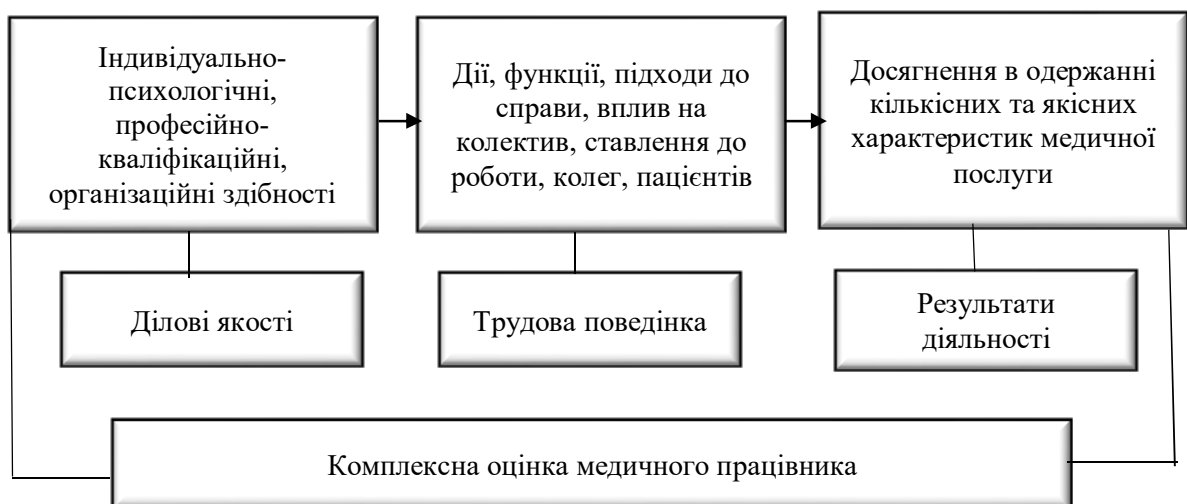 Індивідуально-
психологічні,
професійно-
кваліфікаційні,
організаційні здібності
Дії, функції, підходи до
справи, вплив на
колектив, ставлення до
роботи, колег, пацієнтів
Досягнення в одержанні
кількісних та якісних
характеристик медичної
послуги
Ділові якості
Трудова поведінка
Результати
діяльності
Комплексна оцінка медичного працівника